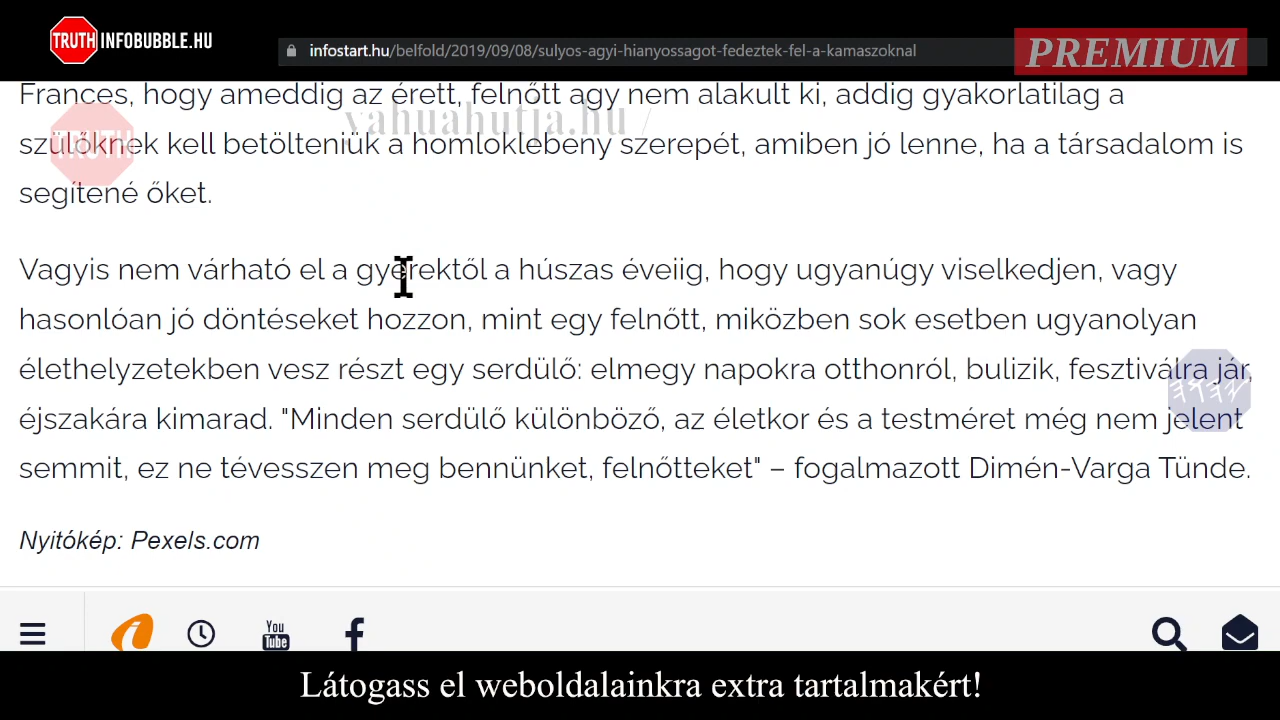 TRUTH INFOBUBBLE.HU
infostart.hu/belfold/2019/09/08/sulyos-agyi-hianyossagot-fedeztek-fel-a-kamaszoknal
PREMIUM
Frances, hogy ameddig az érett, felnőtt agy nem alakult ki, addig gyakorlatilag a
yahuahutja.hu /
TRUTH
szülőknek kell betölteniük a homloklebeny szerepét, amiben jó lenne, ha a társadalom is
segítené őket.
Vagyis nem várható el a gyerektől a húszas éveiig, hogy ugyanúgy viselkedjen, vagy
hasonlóan jó döntéseket hozzon, mint egy felnőtt, miközben sok esetben ugyanolyan
élethelyzetekben vesz részt egy serdülő: elmegy napokra otthonról, bulizik, fesztiválra jár,
éjszakára kimarad. "Minden serdülő különböző, az életkor és a testméret még nem jelent
semmit, ez ne tévesszen meg bennünket, felnőtteket" – fogalmazott Dimén-Varga Tünde.
Nyitókép: Pexels.com
You
Tube
Látogass el weboldalainkra extra tartalmakért!